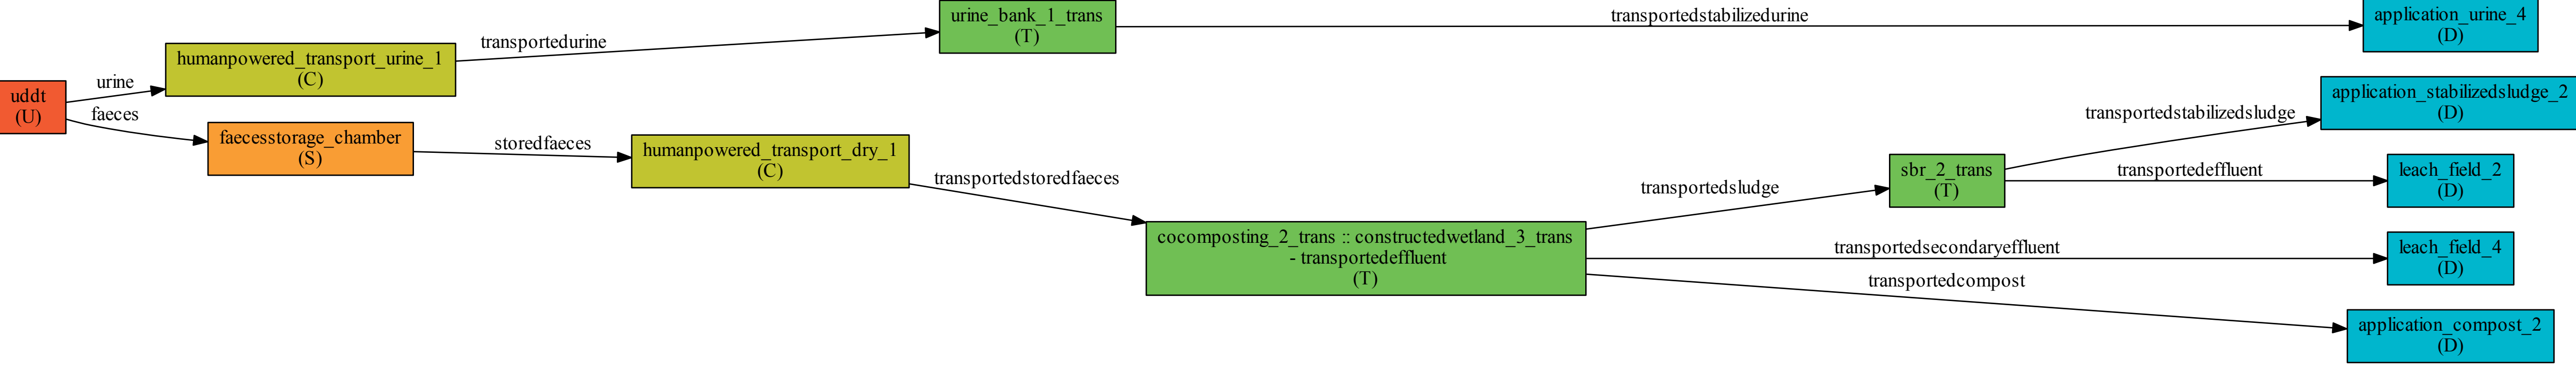 uddt
(U)
urine
faeces
humanpowered_transport_urine_1
(C)
transportedurine
urine_bank_1_trans
(T)
transportedstabilizedurine
application_urine_4
(D)
faecesstorage_chamber
(S)
storedfaeces
humanpowered_transport_dry_1
(C)
transportedstoredfaeces
cocomposting_2_trans :: constructedwetland_3_trans
- transportedeffluent
(T)
transportedsludge
sbr_2_trans
(T)
transportedstabilizedsludge
application_stabilizedsludge_2
(D)
transportedeffluent
leach_field_2
(D)
transportedsecondaryeffluent
leach_field_4
(D)
transportedcompost
application_compost_2
(D)